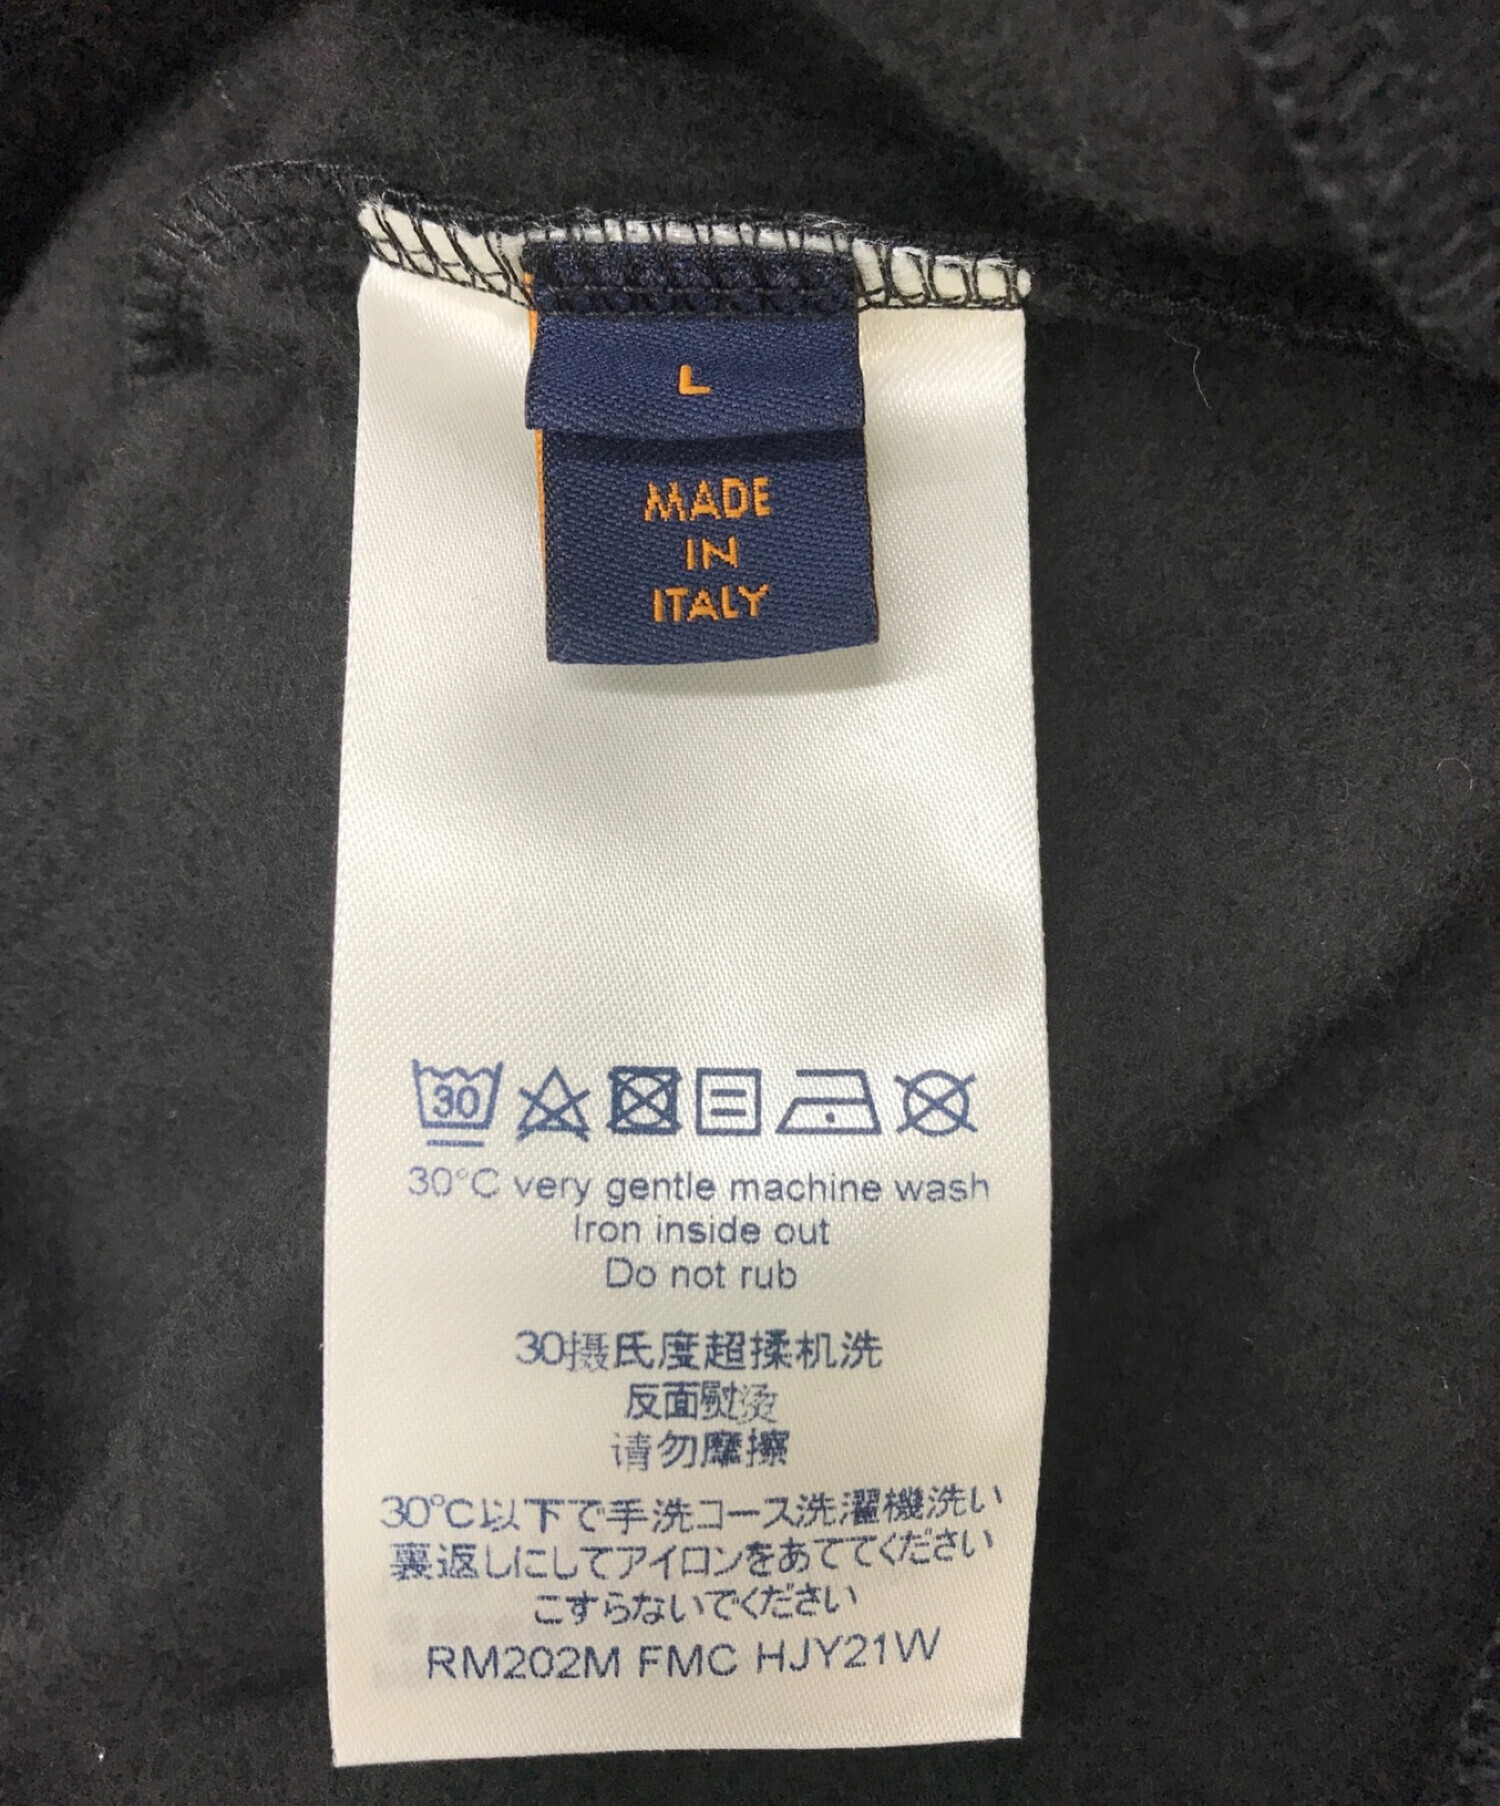 L
MADE
IN
ITALY
30
30°C very gentle machine wash
Iron inside out
Do not rub
30摄氏度超揉机洗
反面熨烫
请勿摩擦
30°C以下で手洗コース洗濯機洗い
裏返しにしてアイロンをあててください
こすらないでください
RM202M FMC HJY21W